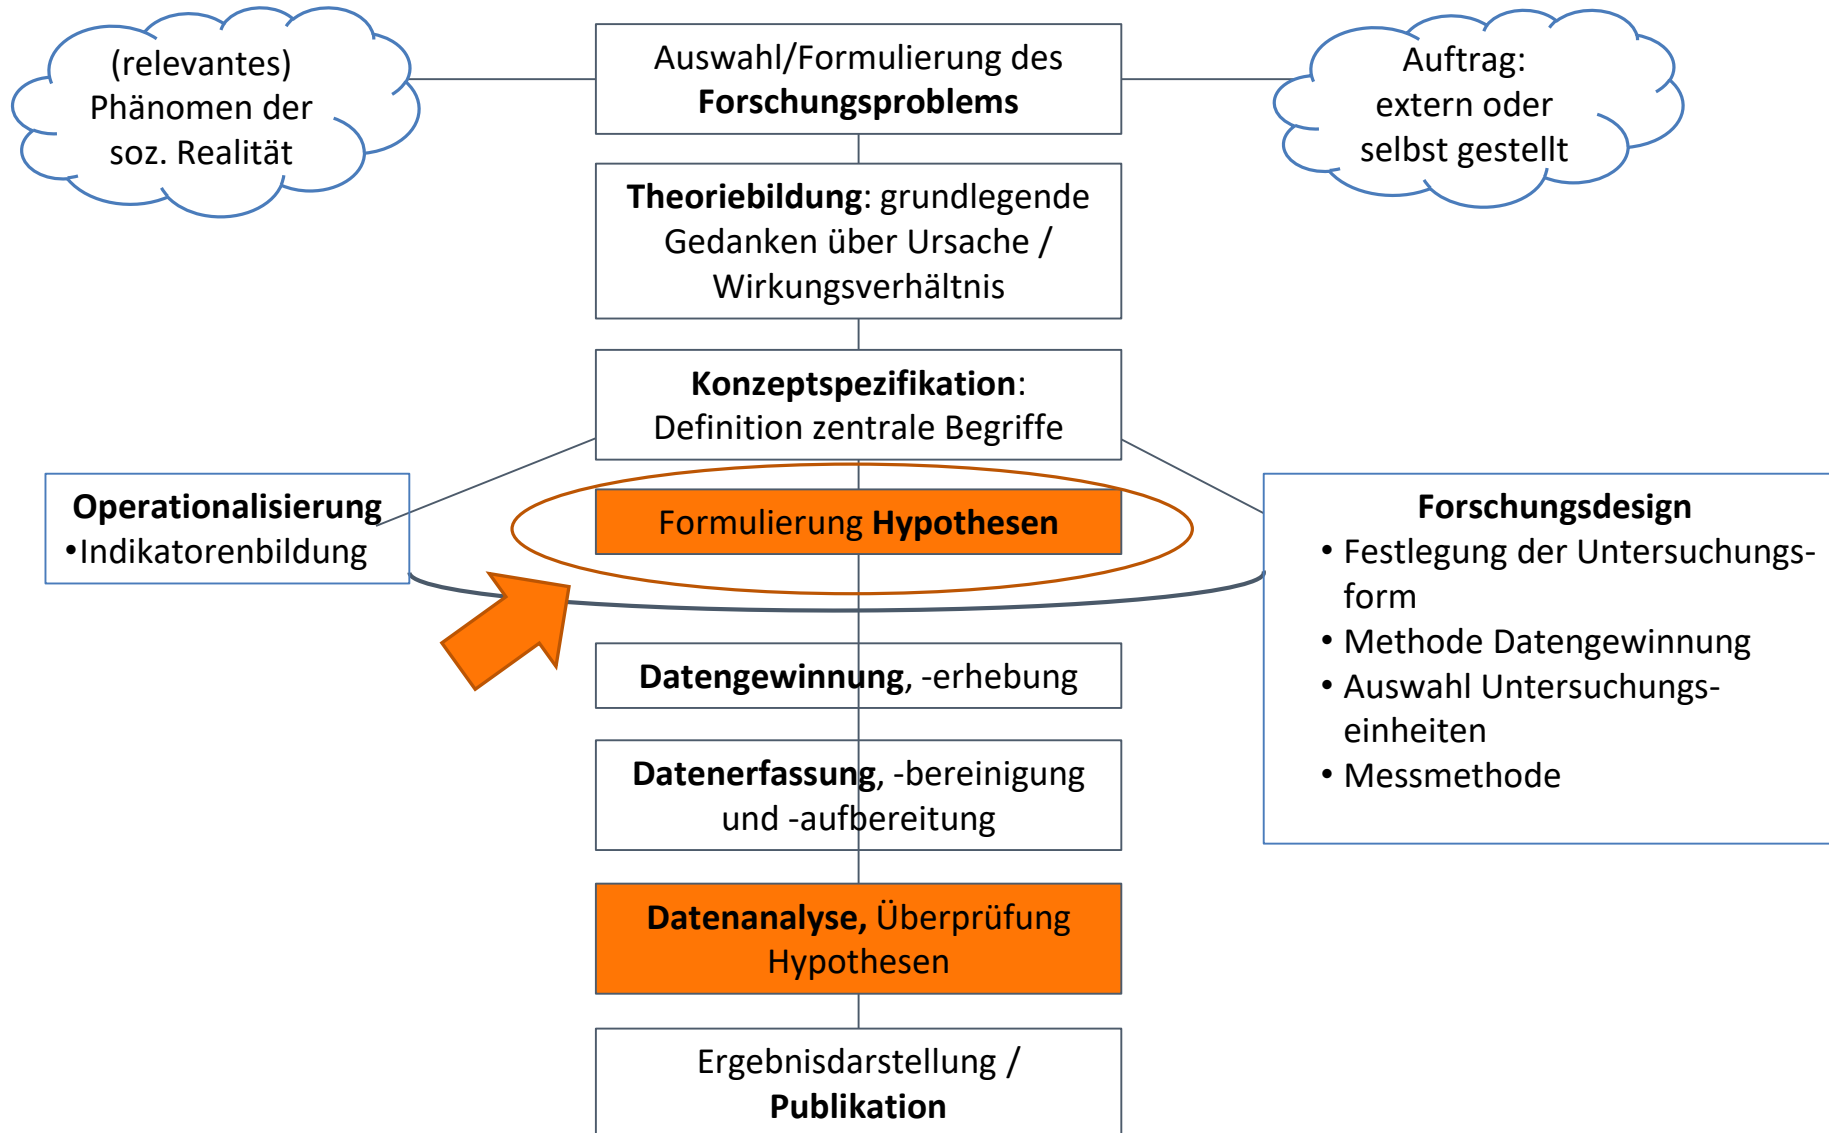 (relevantes)
Phänomen der
soz. Realität
Auswahl/Formulierung des
Forschungsproblems
Auftrag:
extern oder
selbst gestellt
Theoriebildung: grundlegende
Gedanken über Ursache /
Wirkungsverhältnis
Konzeptspezifikation:
Definition zentrale Begriffe
Operationalisierung
•Indikatorenbildung
Formulierung Hypothesen
Forschungsdesign
• Festlegung der Untersuchungs-
form
• Methode Datengewinnung
• Auswahl Untersuchungs-
einheiten
• Messmethode
Datengewinnung, -erhebung
Datenerfassung, -bereinigung
und -aufbereitung
Datenanalyse, Überprüfung
Hypothesen
Ergebnisdarstellung /
Publikation